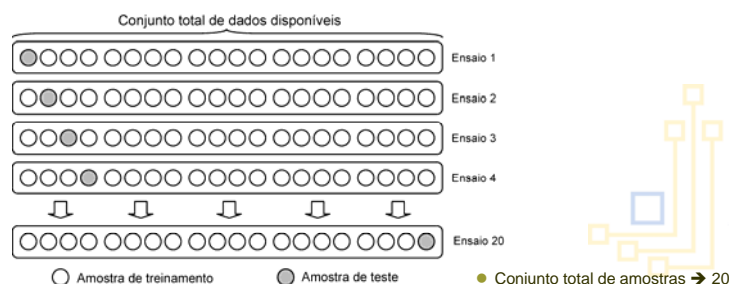 Conjunto total de dados disponíveis
Ensaio 1
Ensaio 2
Ensaio 3
Ensaio 4
Ensaio 20
Amostra de treinamento
Amostra de teste
● Conjunto total de amostras ➔ 20